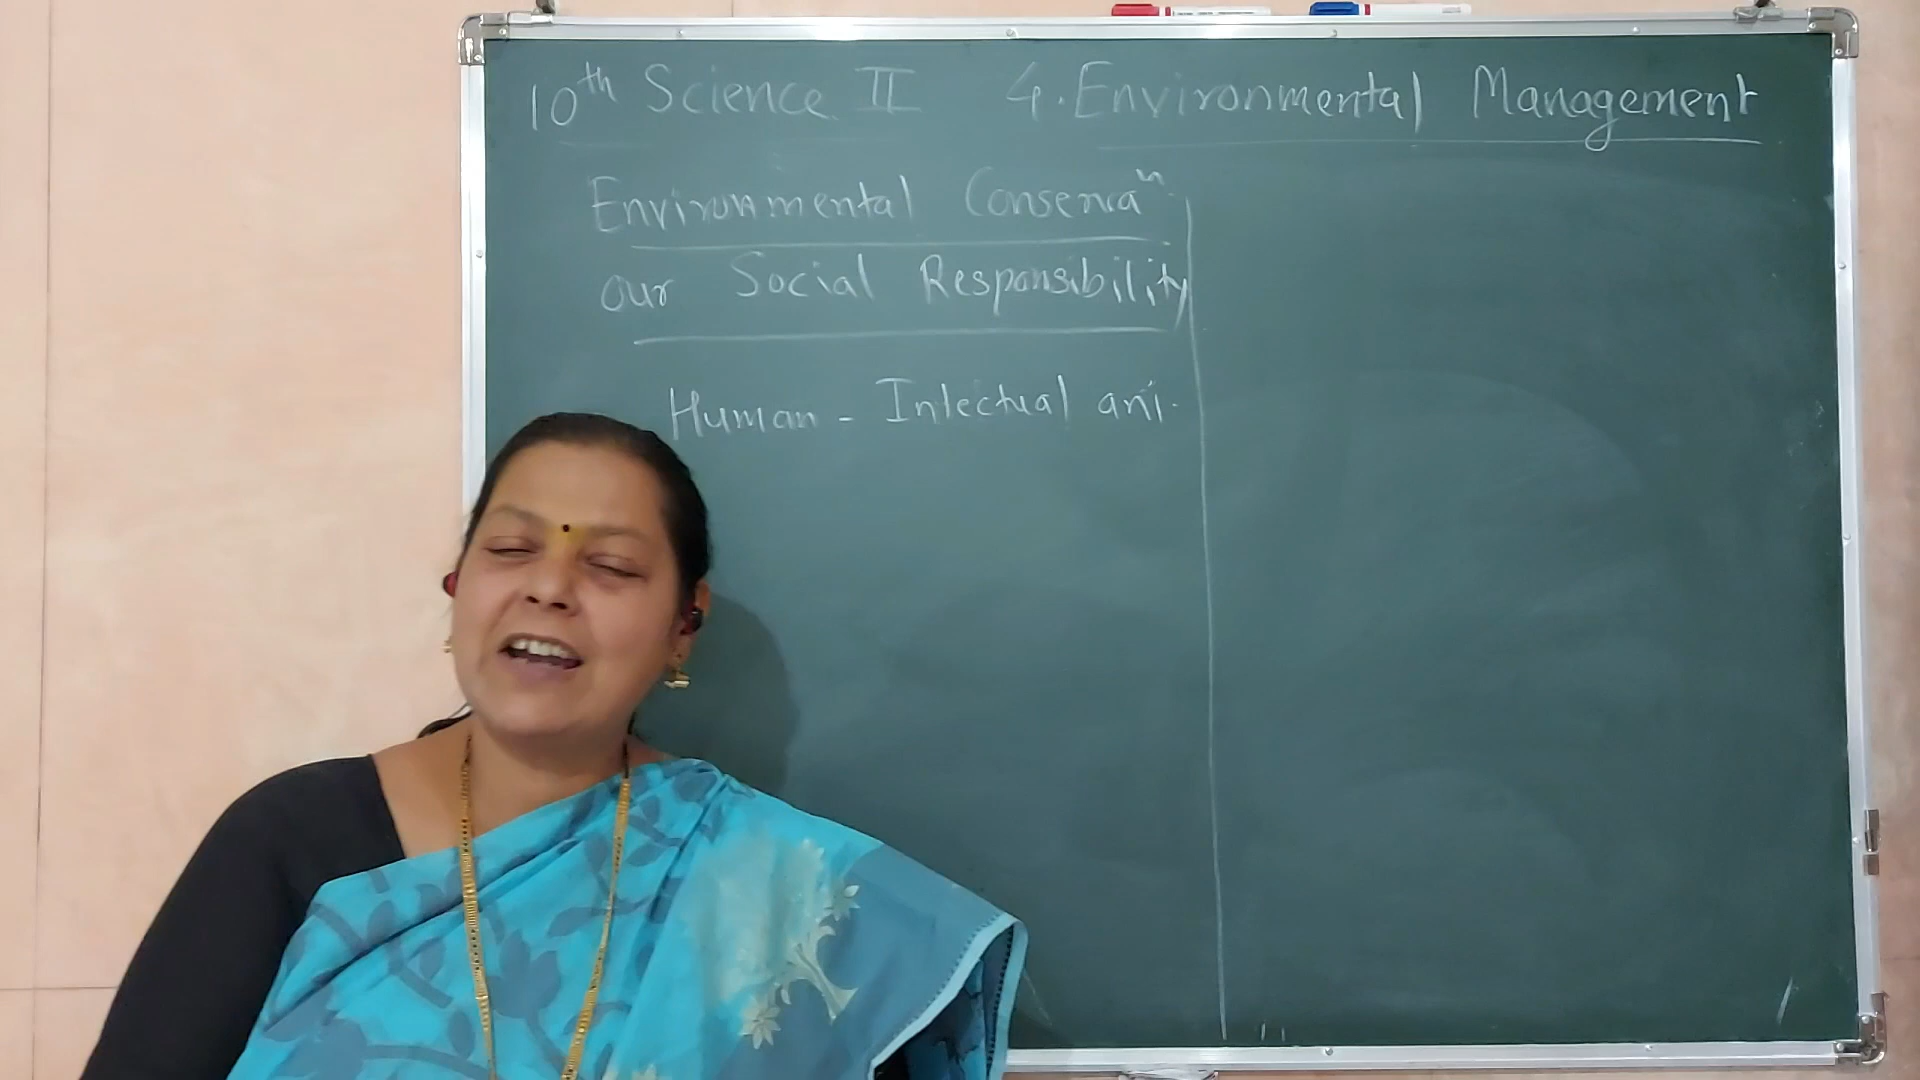 10th Science II 4. Environmental Management
Environmental Conserva^n
our Social Responsibility
Human - Intectual ani.